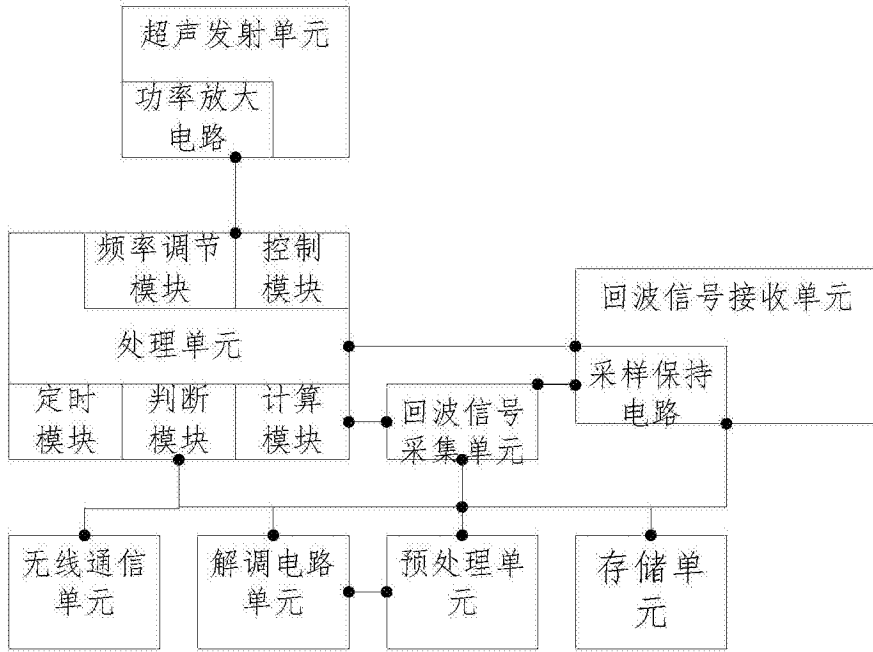 超声发射单元
功率放大
电路
频率调节
模块
控制
模块
回波信号接收单元
处理单元
采样保持
电路
定时
模块
判断
模块
计算
模块
回波信号
采集单元
无线通信
单元
解调电路
单元
预处理单
元
存储单
元